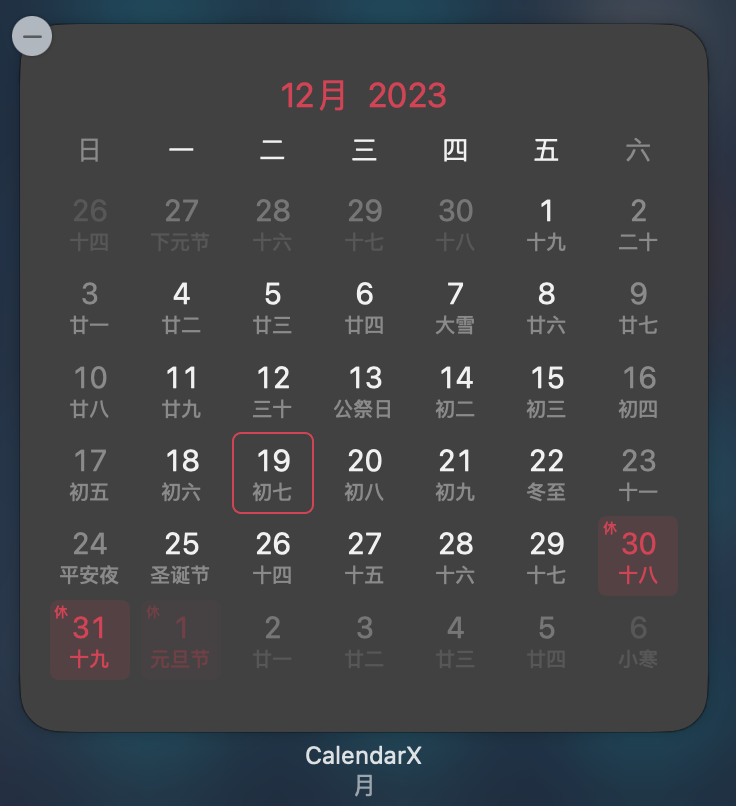 12月 2023
日 一 二 三 四 五 六
26 27 28 29 30 1 2
十四 下元节 十六 十七 十八 十九 二十
3 4 5 6 7 8 9
廿一 廿二 廿三 廿四 大雪 廿六 廿七
10 11 12 13 14 15 16
廿八 廿九 三十 公祭日 初二 初三 初四
17 18 19 20 21 22 23
初五 初六 初七 初八 初九 冬至 十一
24 25 26 27 28 29 休 30
平安夜 圣诞节 十四 十五 十六 十七 十八
休 31 休 1 2 3 4 5 6
十九 元旦节 廿一 廿二 廿三 廿四 小寒
CalendarX
月